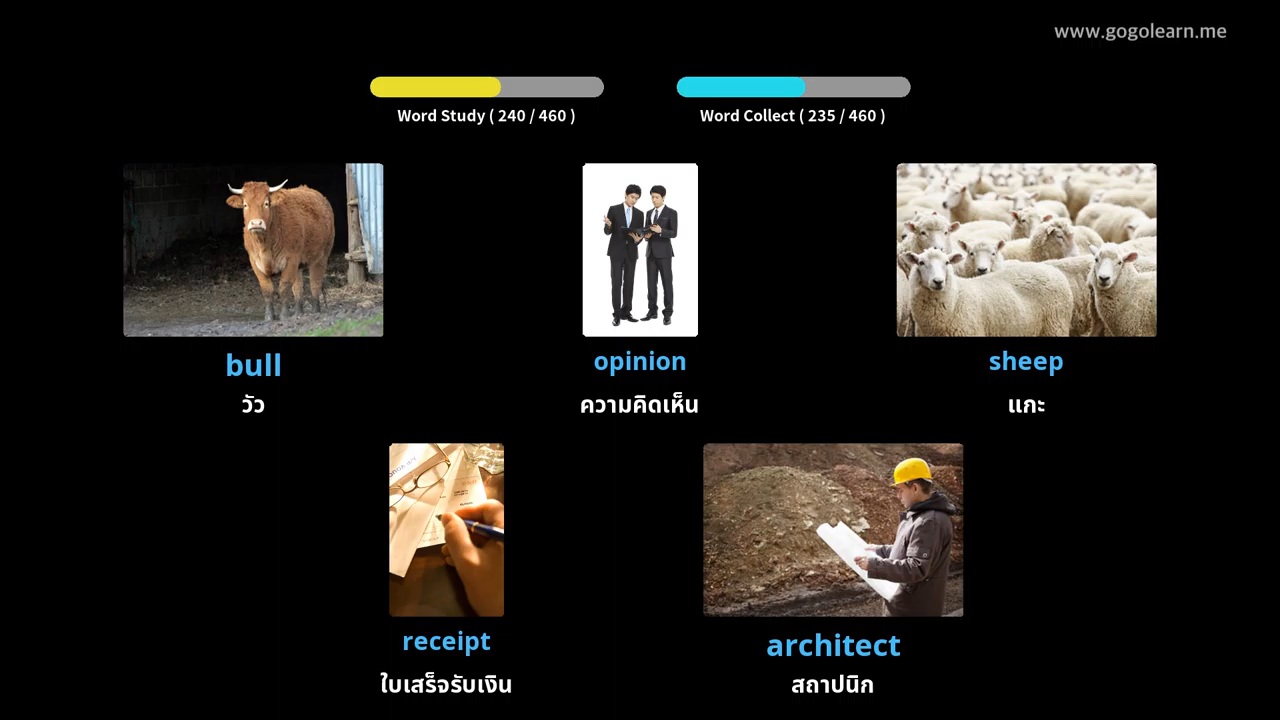 www.gogolearn.me
Word Study ( 240 / 460 )
Word Collect ( 235 / 460 )
bull
วัว
opinion
ความคิดเห็น
sheep
แกะ
receipt
ใบเสร็จรับเงิน
architect
สถาปนิก